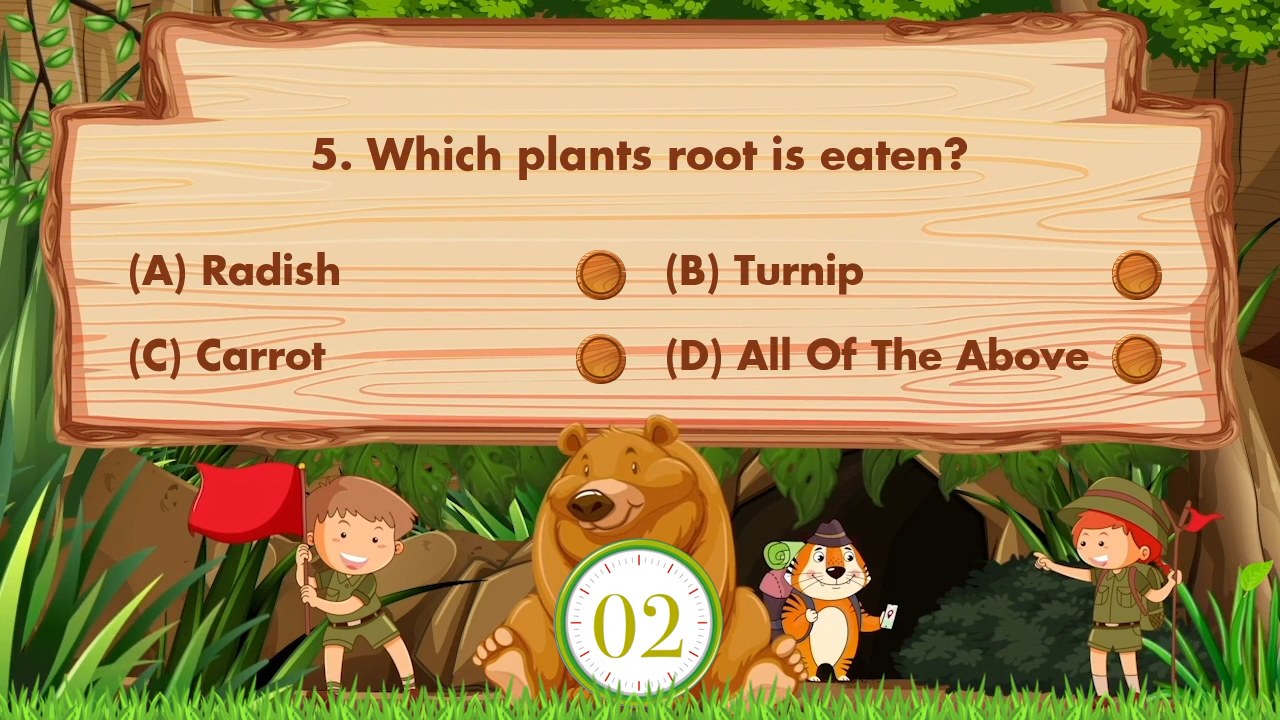 5. Which plants root is eaten?
(A) Radish (B) Turnip
(C) Carrot (D) All Of The Above
02